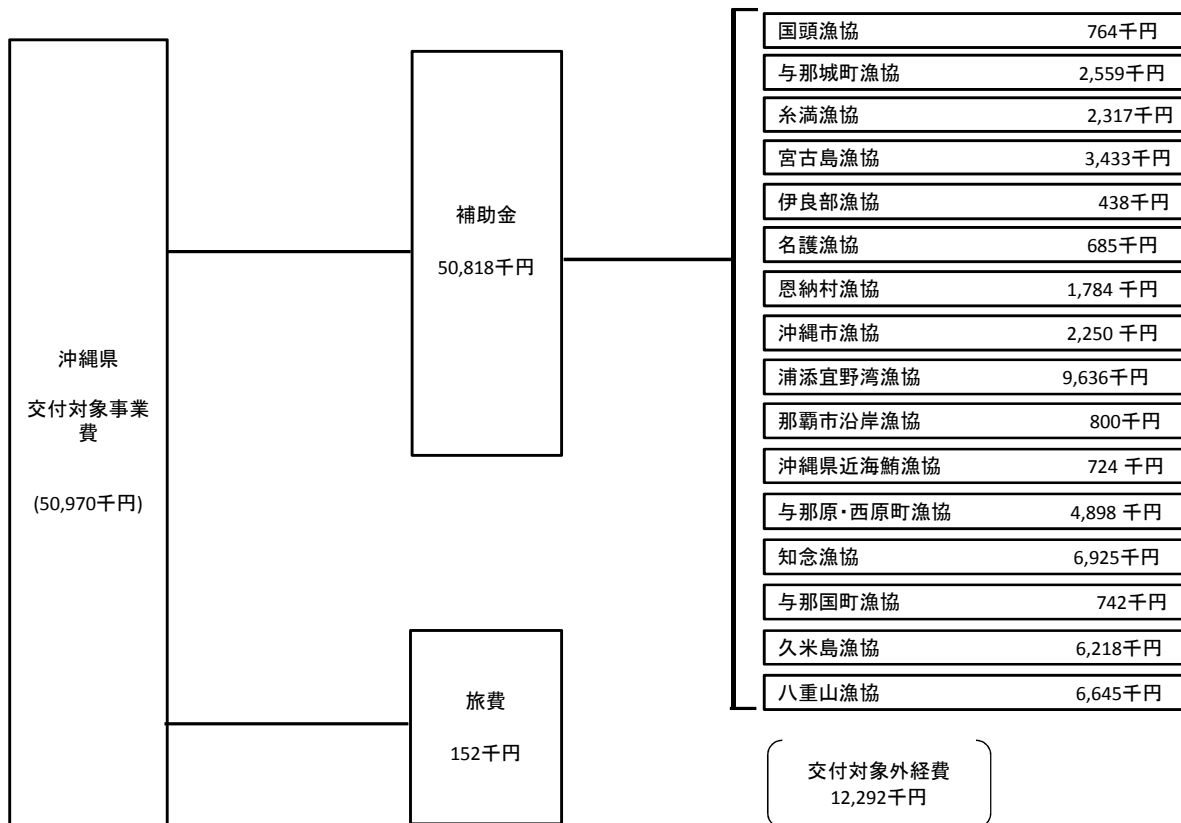 沖縄県
交付対象事業
費
(50,970千円)
補助金
50,818千円
旅費
152千円
国頭漁協 764千円
与那城町漁協 2,559千円
糸満漁協 2,317千円
宮古島漁協 3,433千円
伊良部漁協 438千円
名護漁協 685千円
恩納村漁協 1,784 千円
沖縄市漁協 2,250 千円
浦添宜野湾漁協 9,636千円
那覇市沿岸漁協 800千円
沖縄県近海鮪漁協 724 千円
与那原・西原町漁協 4,898 千円
知念漁協 6,925千円
与那国町漁協 742千円
久米島漁協 6,218千円
八重山漁協 6,645千円
交付対象外経費
12,292千円